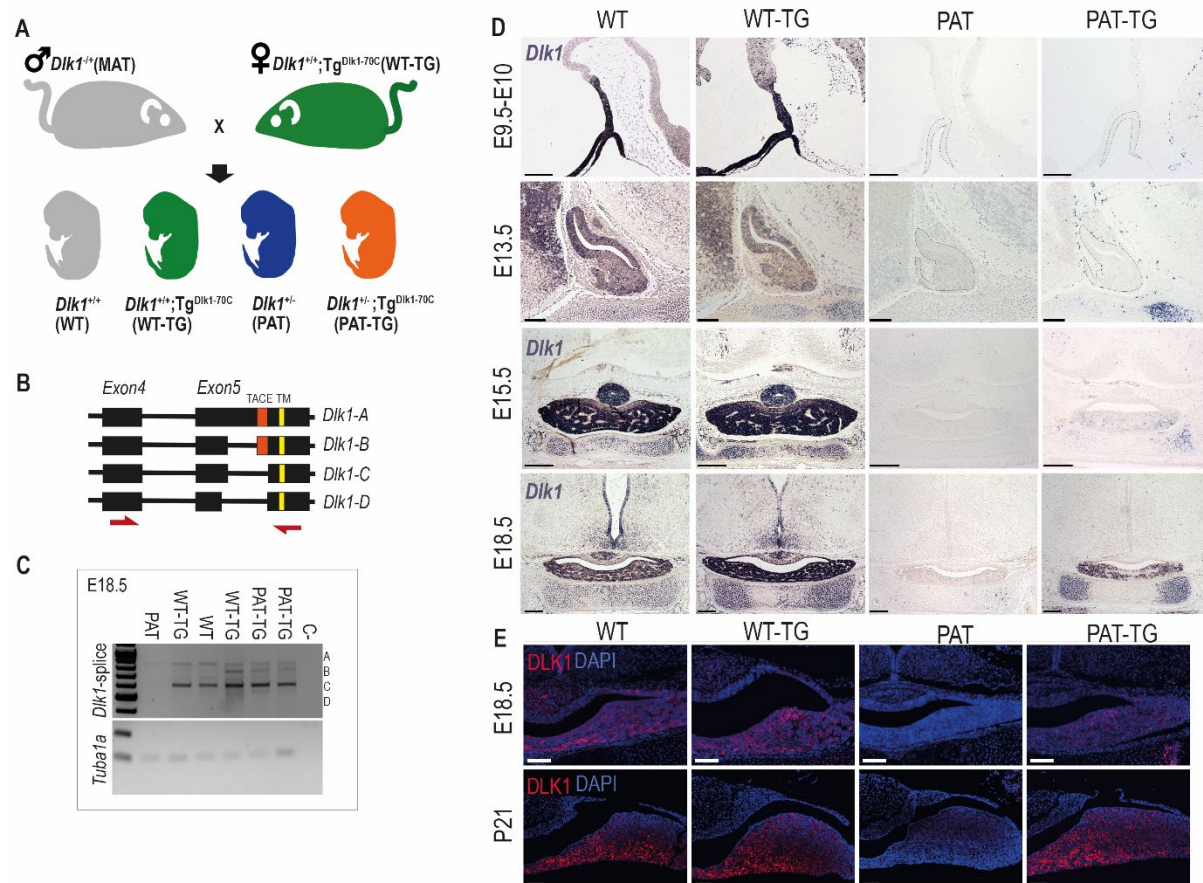 A
♂Dlk1-/+(MAT)
♀Dlk1+/+;TgDlk1-70C(WT-TG)
x
Dlk1+/+
(WT)
Dlk1+/+;TgDlk1-70C
(WT-TG)
Dlk1+/-
(PAT)
Dlk1+/-;TgDlk1-70C
(PAT-TG)
B
Exon4
Exon5
TACE TM
Dlk1-A
Dlk1-B
Dlk1-C
Dlk1-D
C
E18.5
PAT
WT-TG
WT
WT-TG
PAT-TG
PAT-TG
C-
Dlk1-splice
A
B
C
D
Tuba1a
D
WT
WT-TG
PAT
PAT-TG
Dlk1
E9.5-E10
E13.5
Dlk1
E15.5
Dlk1
E18.5
E
WT
WT-TG
PAT
PAT-TG
DLK1 DAPI
E18.5
DLK1 DAPI
P21